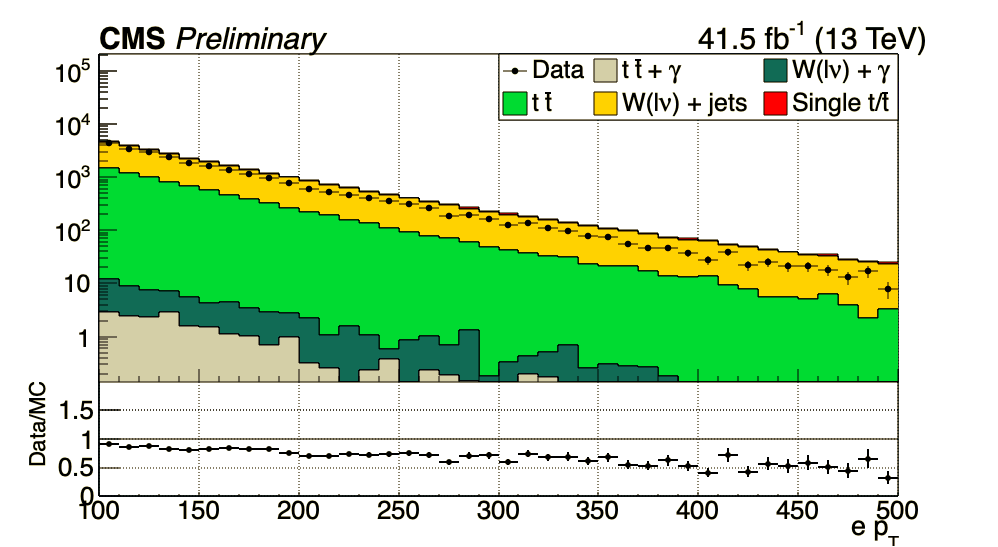 CMS Preliminary 41.5 fb⁻¹ (13 TeV)
Data t t̄ + γ W(lν) + γ
t t̄ W(lν) + jets Single t/t̄
10⁵
10⁴
10³
10²
10
1
Data/MC
1.5
1
0.5
0
100 150 200 250 300 350 400 450 500
e p_T